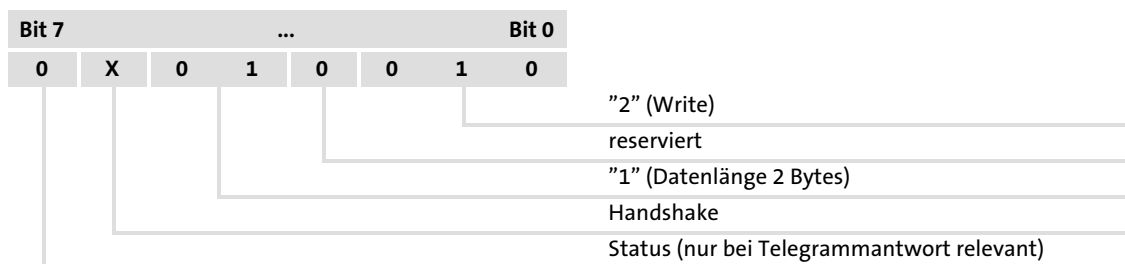 Bit 7 ... Bit 0
0 X 0 1 0 0 1 0
”2” (Write)
reserviert
”1” (Datenlänge 2 Bytes)
Handshake
Status (nur bei Telegrammantwort relevant)